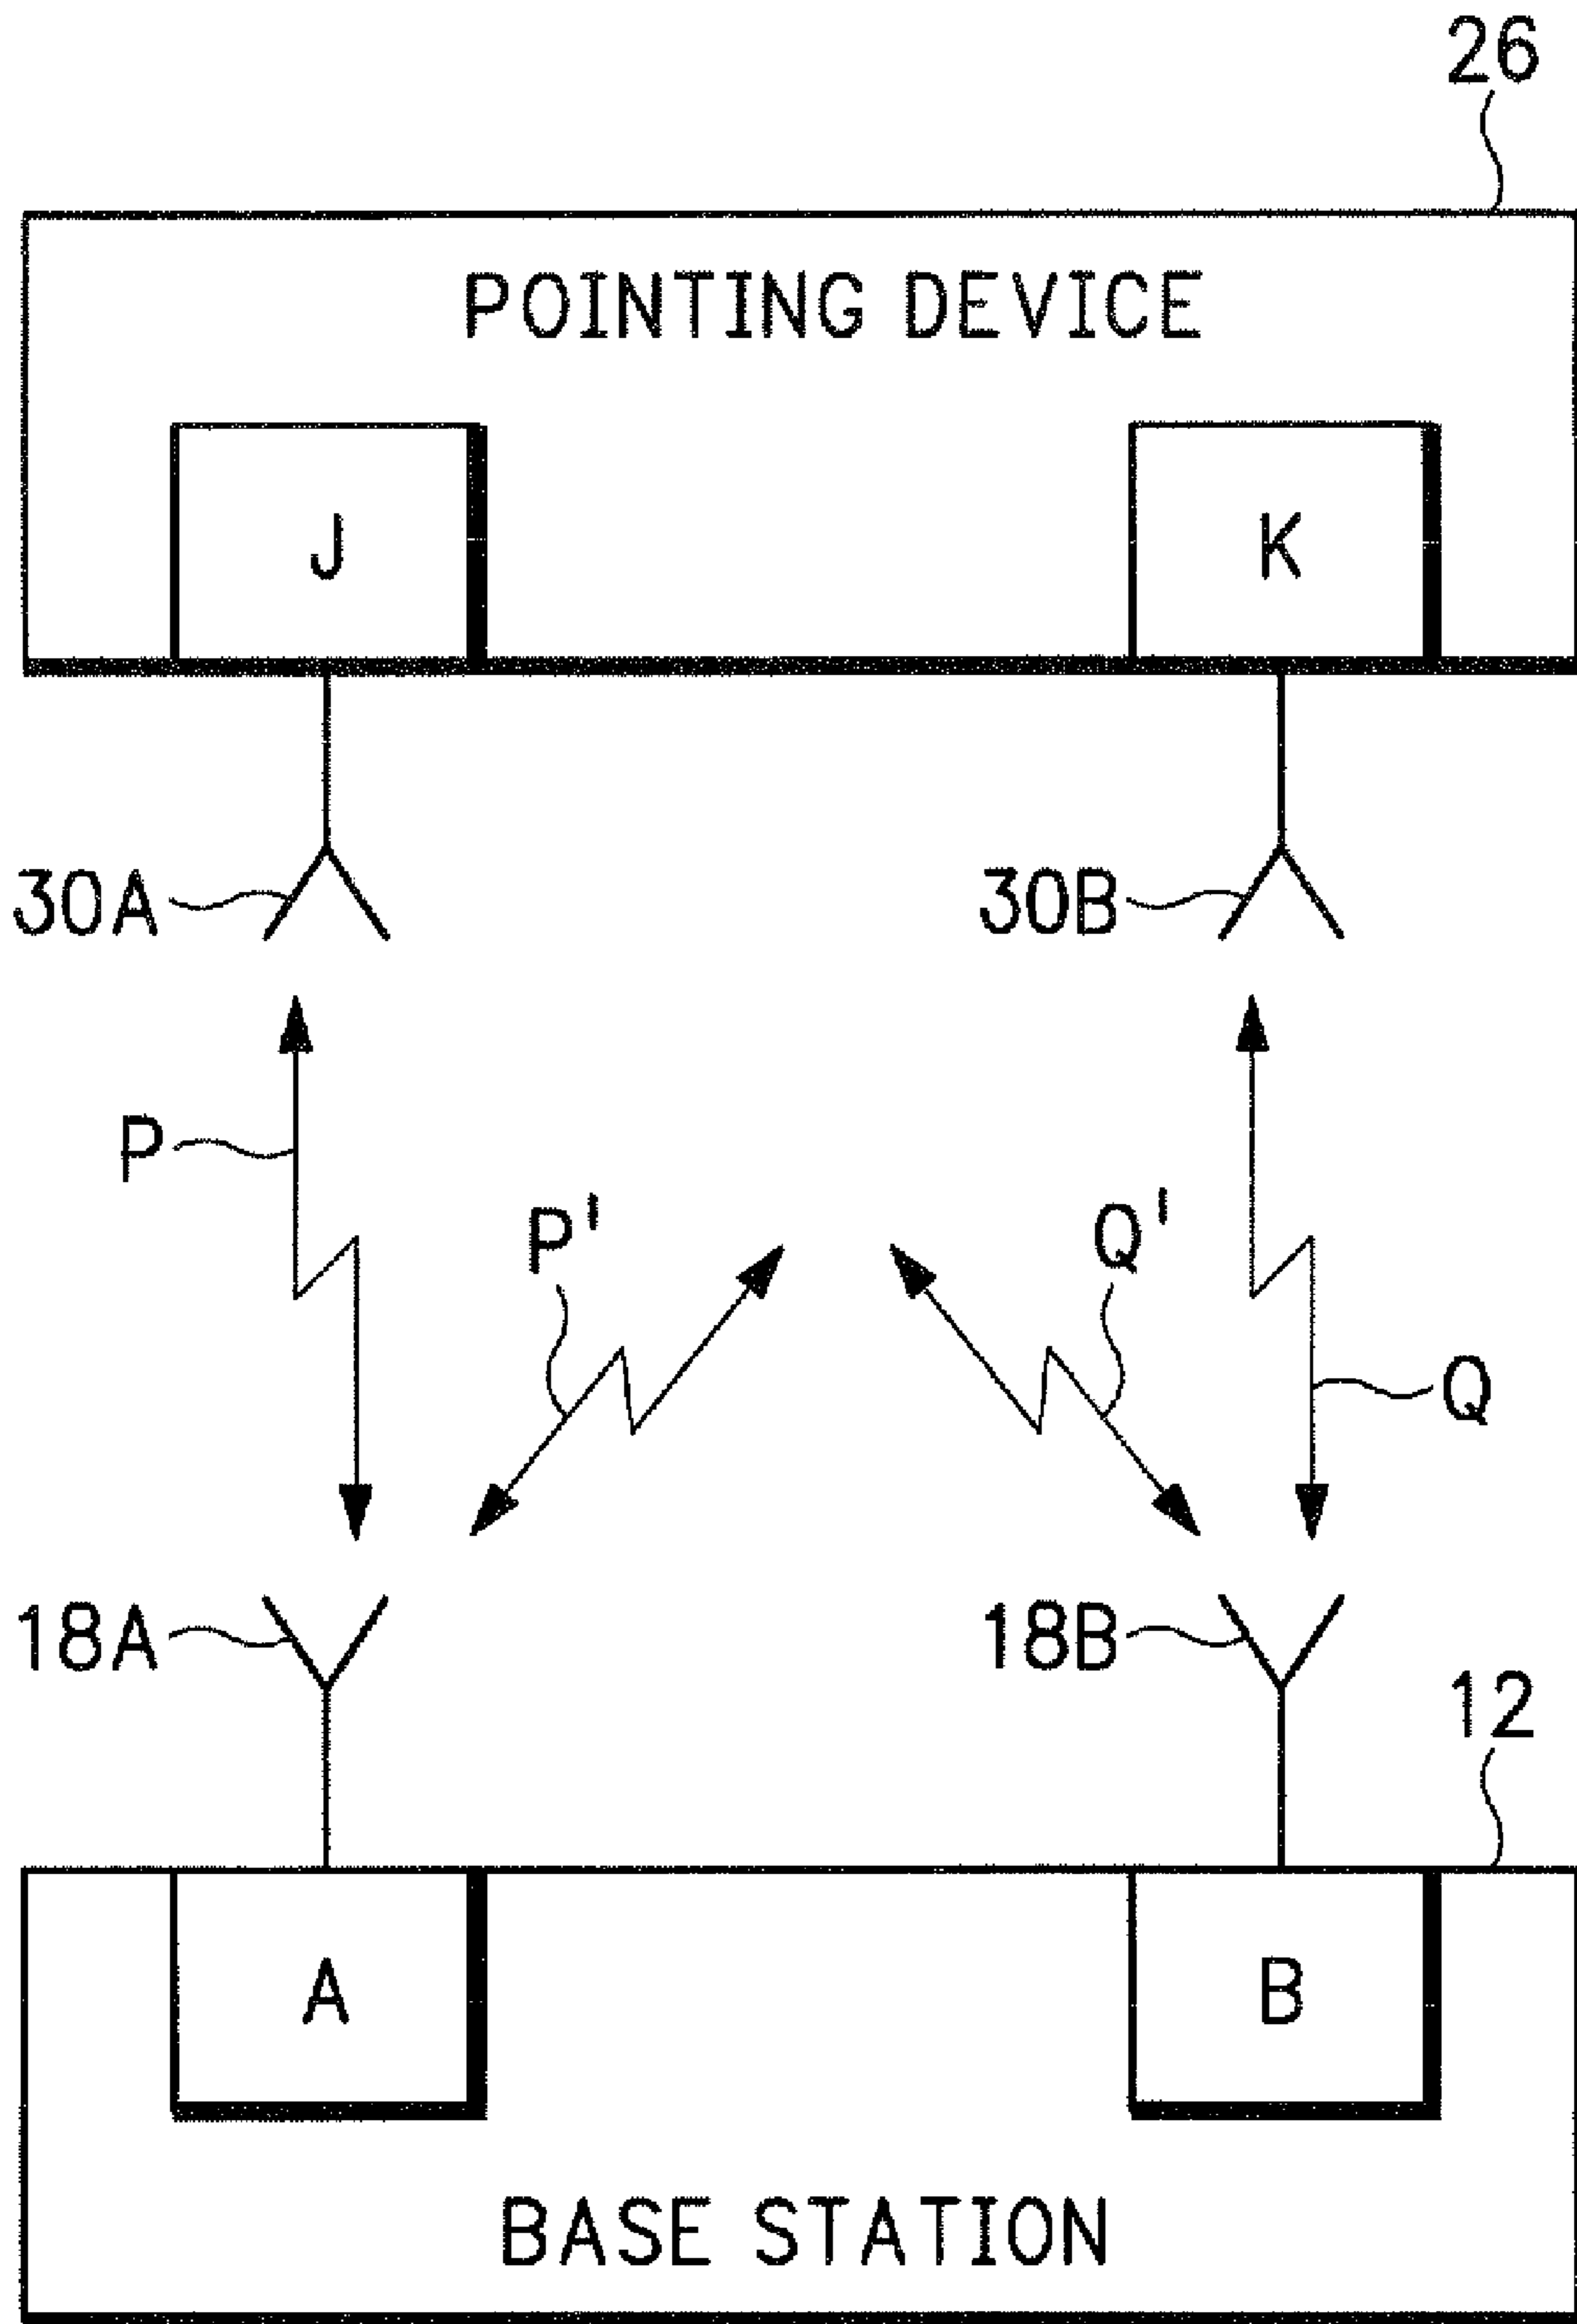 26
POINTING DEVICE
J K
30A 30B
P
P' Q'
Q
18A 18B
12
A B
BASE STATION